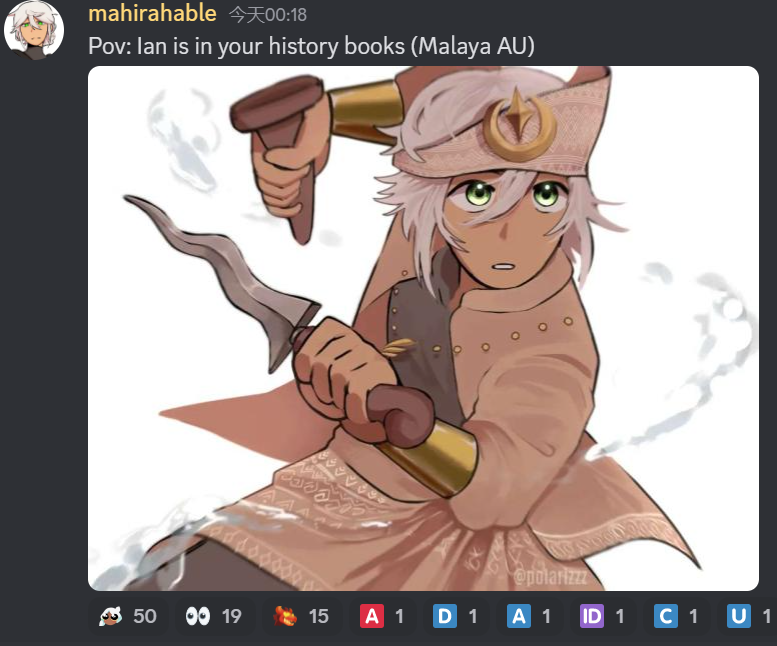 mahirahable 今天00:18
Pov: Ian is in your history books (Malaya AU)
@polarizzz
50 19 15 A 1 D 1 A 1 ID 1 C 1 U 1